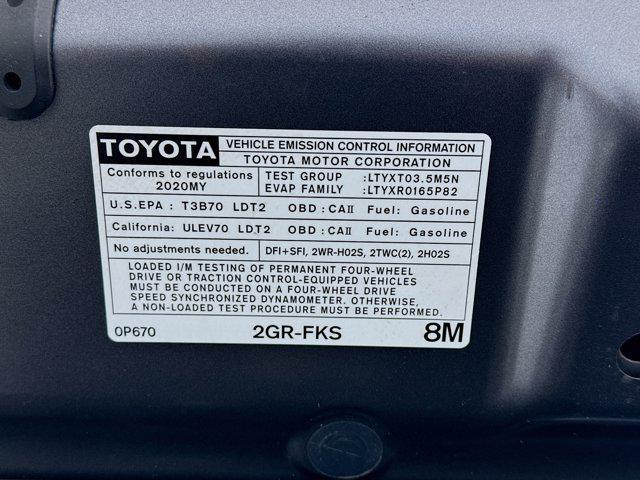 TOYOTA VEHICLE EMISSION CONTROL INFORMATION
TOYOTA MOTOR CORPORATION
Conforms to regulations
2020MY
TEST GROUP :LTYXT03.5M5N
EVAP FAMILY :LTYXR0165P82
U.S.EPA : T3B70 LDT2 OBD : CAII Fuel: Gasoline
California: ULEV70 LDT2 OBD : CAII Fuel: Gasoline
No adjustments needed. DFI+SFI, 2WR-HO2S, 2TWC(2), 2HO2S
LOADED I/M TESTING OF PERMANENT FOUR-WHEEL
DRIVE OR TRACTION CONTROL-EQUIPPED VEHICLES
MUST BE CONDUCTED ON A FOUR-WHEEL DRIVE
SPEED SYNCHRONIZED DYNAMOMETER. OTHERWISE,
A NON-LOADED TEST PROCEDURE MUST BE PERFORMED.
0P670 2GR-FKS 8M